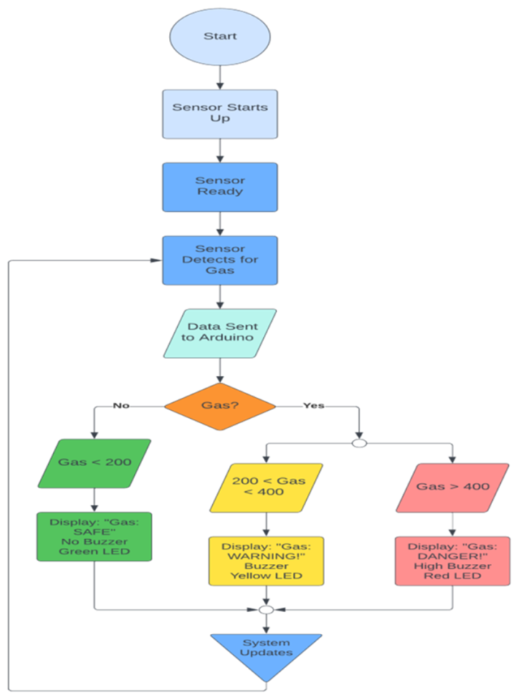 Start
Sensor Starts
Up
Sensor
Ready
Sensor
Detects for
Gas
Data Sent
to Arduino
Gas?
No
Yes
Gas < 200
200 < Gas
< 400
Gas > 400
Display: "Gas:
SAFE"
No Buzzer
Green LED
Display: "Gas:
WARNING!"
Buzzer
Yellow LED
Display: "Gas:
DANGER!"
High Buzzer
Red LED
System
Updates